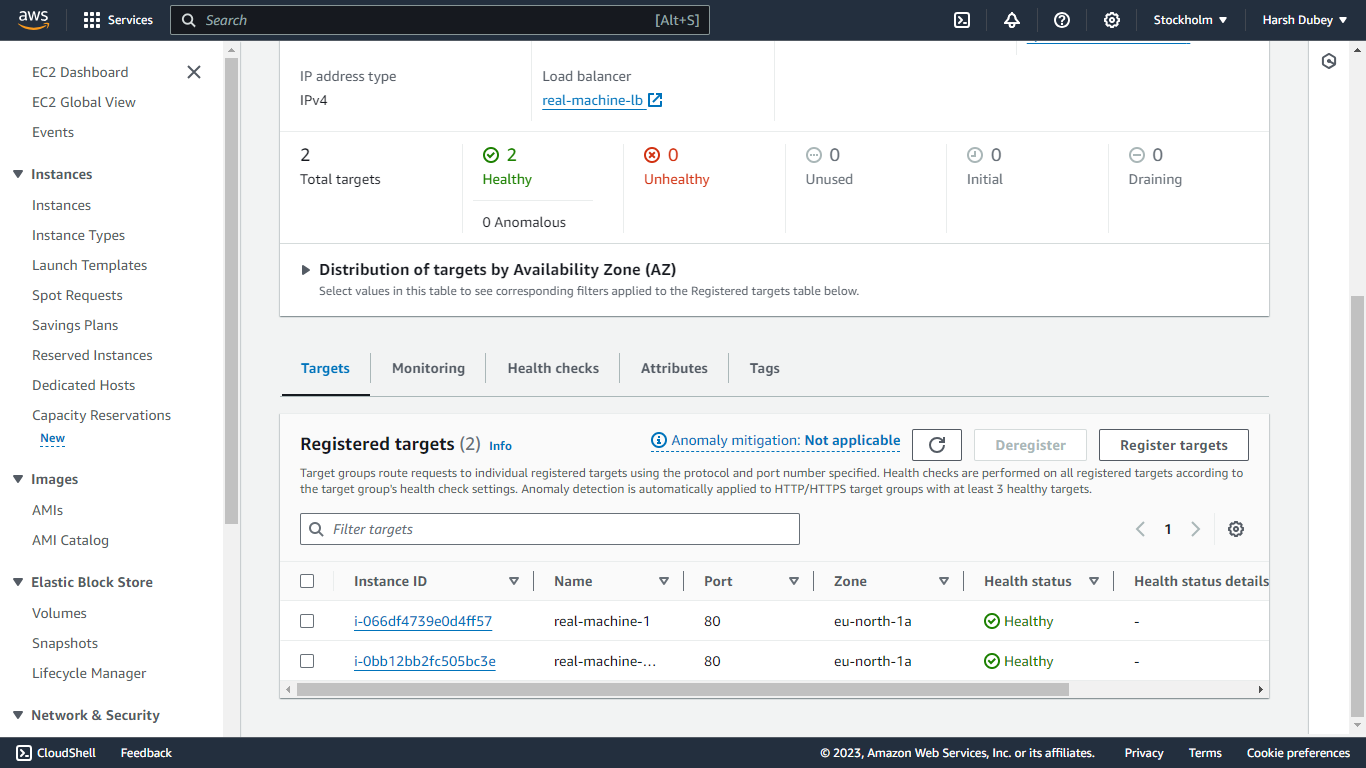 aws
Services
Search
[Alt+S]
Stockholm
Harsh Dubey
EC2 Dashboard
EC2 Global View
Events
Instances
Instances
Instance Types
Launch Templates
Spot Requests
Savings Plans
Reserved Instances
Dedicated Hosts
Capacity Reservations
New
Images
AMIs
AMI Catalog
Elastic Block Store
Volumes
Snapshots
Lifecycle Manager
Network & Security
IP address type
IPv4
Load balancer
real-machine-lb
2
Total targets
2
Healthy
0 Anomalous
0
Unhealthy
0
Unused
0
Initial
0
Draining
Distribution of targets by Availability Zone (AZ)
Select values in this table to see corresponding filters applied to the Registered targets table below.
Targets Monitoring Health checks Attributes Tags
Registered targets (2) Info
Anomaly mitigation: Not applicable
Deregister
Register targets
Target groups route requests to individual registered targets using the protocol and port number specified. Health checks are performed on all registered targets according to
the target group's health check settings. Anomaly detection is automatically applied to HTTP/HTTPS target groups with at least 3 healthy targets.
Filter targets
1
Instance ID Name Port Zone Health status Health status details
i-066df4739e0d4ff57 real-machine-1 80 eu-north-1a Healthy -
i-0bb12bb2fc505bc3e real-machine-... 80 eu-north-1a Healthy -
CloudShell Feedback © 2023, Amazon Web Services, Inc. or its affiliates. Privacy Terms Cookie preferences